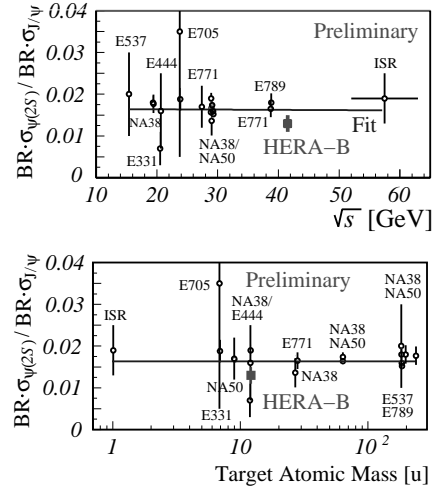 BR·σψ(2S)/ BR·σJ/ψ
0.04
0.03
0.02
0.01
0
E537
E444
E705
E771
E789
ISR
Preliminary
NA38
E331
NA38/
NA50
E771
HERA–B
Fit
10 20 30 40 50 60
√s [GeV]
BR·σψ(2S)/ BR·σJ/ψ
0.04
0.03
0.02
0.01
0
ISR
E705
Preliminary
NA38/
E444
NA38
NA50
E771
NA50
E331
NA38
HERA–B
NA38
NA50
E537
E789
1 10 10²
Target Atomic Mass [u]